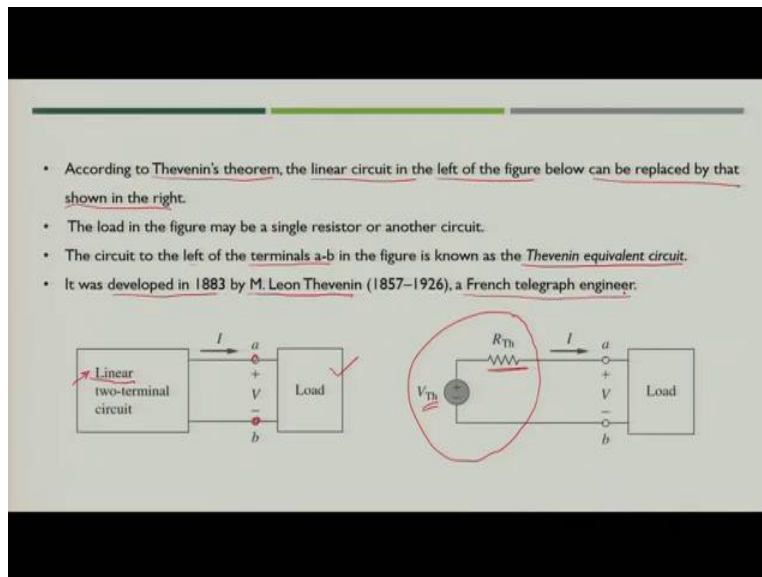 • According to Thevenin's theorem, the linear circuit in the left of the figure below can be replaced by that
shown in the right.
• The load in the figure may be a single resistor or another circuit.
• The circuit to the left of the terminals a-b in the figure is known as the Thevenin equivalent circuit.
• It was developed in 1883 by M. Leon Thevenin (1857–1926), a French telegraph engineer.
Linear
two-terminal
circuit
I
a
+
V
−
b
Load
V_Th
R_Th
I
a
+
V
−
b
Load